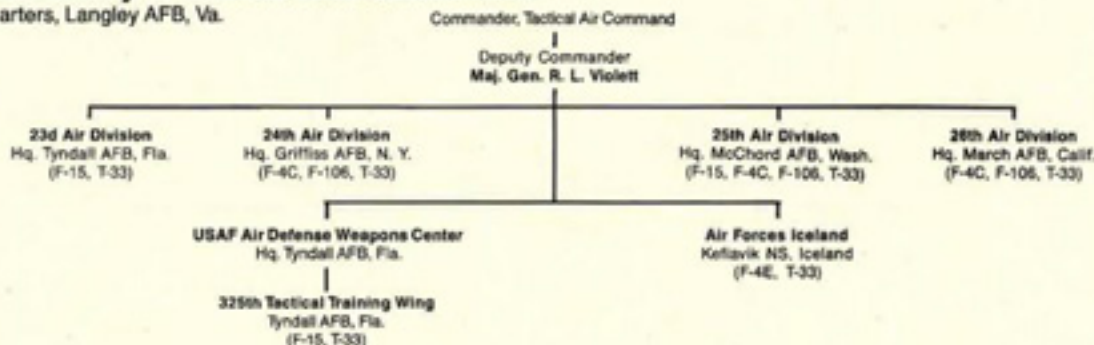 arters, Langley AFB, Va.
Commander, Tactical Air Command
Deputy Commander
Maj. Gen. R. L. Violett
23d Air Division
Hq. Tyndall AFB, Fla.
(F-15, T-33)
24th Air Division
Hq. Griffiss AFB, N. Y.
(F-4C, F-106, T-33)
25th Air Division
Hq. McChord AFB, Wash.
(F-15, F-4C, F-106, T-33)
26th Air Division
Hq. March AFB, Calif.
(F-4C, F-106, T-33)
USAF Air Defense Weapons Center
Hq. Tyndall AFB, Fla.
325th Tactical Training Wing
Tyndall AFB, Fla.
(F-15, T-33)
Air Forces Iceland
Keflavik NS, Iceland
(F-4E, T-33)